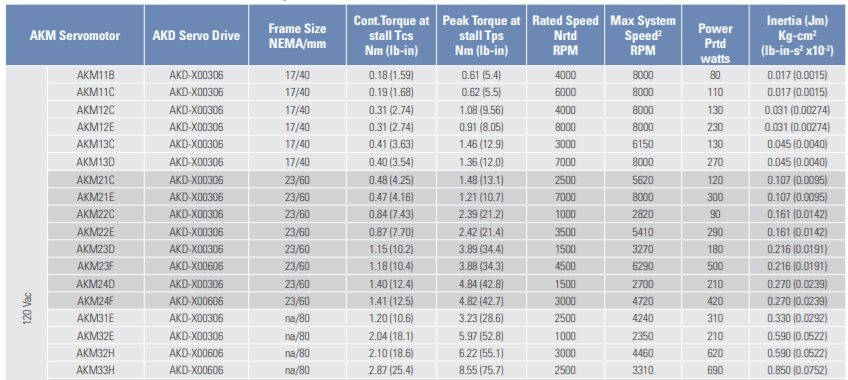 AKM Servomotor AKD Servo Drive Frame Size NEMA/mm Cont.Torque at stall Tcs Nm (lb-in) Peak Torque at stall Tps Nm (lb-in) Rated Speed Nrtd RPM Max System Speed² RPM Power Prtd watts Inertia (Jm) Kg-cm² (lb-in-s² x10⁻²)
120 Vac
AKM11B AKD-X00306 17/40 0.18 (1.59) 0.61 (5.4) 4000 8000 80 0.017 (0.0015)
AKM11C AKD-X00306 17/40 0.19 (1.68) 0.62 (5.5) 6000 8000 110 0.017 (0.0015)
AKM12C AKD-X00306 17/40 0.31 (2.74) 1.08 (9.56) 4000 8000 130 0.031 (0.00274)
AKM12E AKD-X00306 17/40 0.31 (2.74) 0.91 (8.05) 8000 8000 230 0.031 (0.00274)
AKM13C AKD-X00306 17/40 0.41 (3.63) 1.46 (12.9) 3000 6150 130 0.045 (0.0040)
AKM13D AKD-X00306 17/40 0.40 (3.54) 1.36 (12.0) 7000 8000 270 0.045 (0.0040)
AKM21C AKD-X00306 23/60 0.48 (4.25) 1.48 (13.1) 2500 5620 120 0.107 (0.0095)
AKM21E AKD-X00306 23/60 0.47 (4.16) 1.21 (10.7) 7000 8000 300 0.107 (0.0095)
AKM22C AKD-X00306 23/60 0.84 (7.43) 2.39 (21.2) 1000 2820 90 0.161 (0.0142)
AKM22E AKD-X00306 23/60 0.87 (7.70) 2.42 (21.4) 3500 5410 290 0.161 (0.0142)
AKM23D AKD-X00306 23/60 1.15 (10.2) 3.89 (34.4) 1500 3270 180 0.216 (0.0191)
AKM23F AKD-X00606 23/60 1.18 (10.4) 3.88 (34.3) 4500 6290 500 0.216 (0.0191)
AKM24D AKD-X00306 23/60 1.40 (12.4) 4.84 (42.8) 1500 2700 210 0.270 (0.0239)
AKM24F AKD-X00606 23/60 1.41 (12.5) 4.82 (42.7) 3000 4720 420 0.270 (0.0239)
AKM31E AKD-X00306 na/80 1.20 (10.6) 3.23 (28.6) 2500 4240 310 0.330 (0.0292)
AKM32E AKD-X00306 na/80 2.04 (18.1) 5.97 (52.8) 1000 2350 210 0.590 (0.0522)
AKM32H AKD-X00606 na/80 2.10 (18.6) 6.22 (55.1) 3000 4460 620 0.590 (0.0522)
AKM33H AKD-X00606 na/80 2.87 (25.4) 8.55 (75.7) 2500 3310 690 0.850 (0.0752)